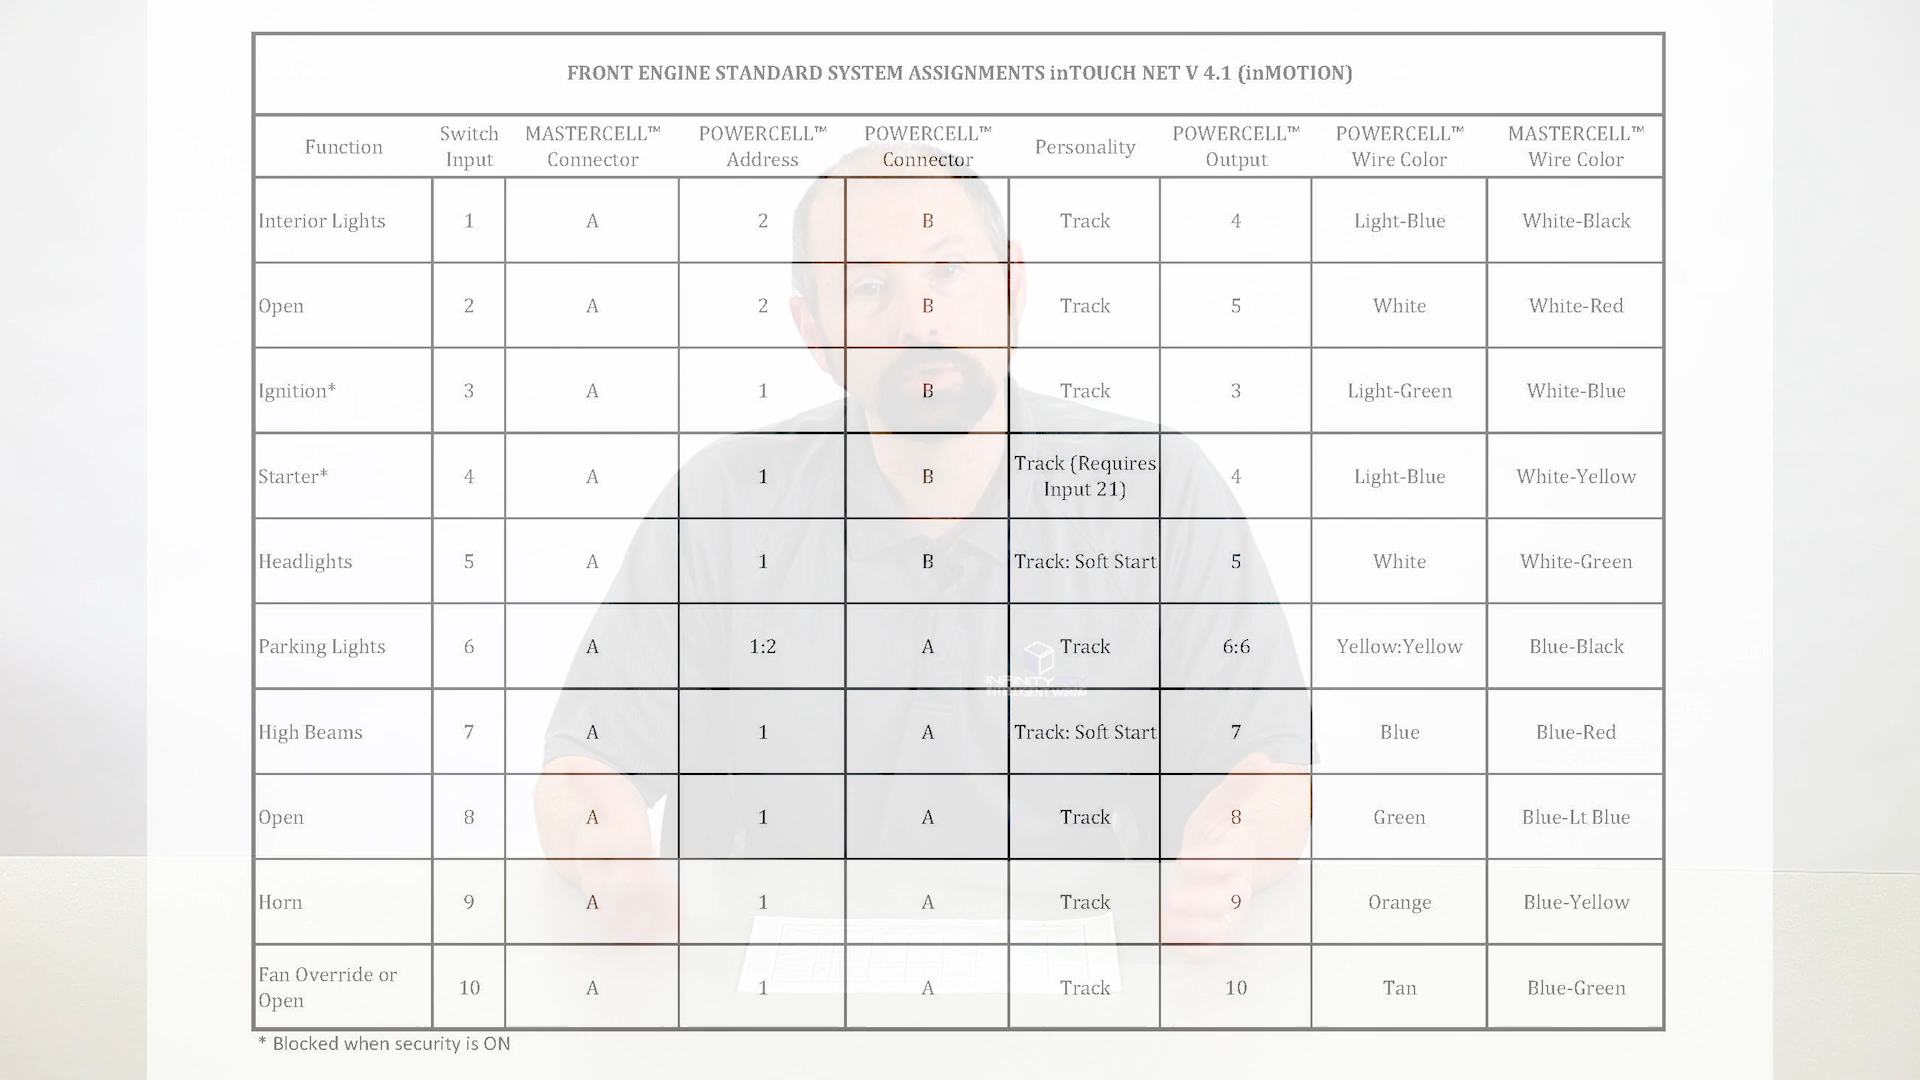 FRONT ENGINE STANDARD SYSTEM ASSIGNMENTS inTOUCH NET V 4.1 (inMOTION)
Function Switch Input MASTERCELL™ Connector POWERCELL™ Address POWERCELL™ Connector Personality POWERCELL™ Output POWERCELL™ Wire Color MASTERCELL™ Wire Color
Interior Lights 1 A 2 B Track 4 Light-Blue White-Black
Open 2 A 2 B Track 5 White White-Red
Ignition* 3 A 1 B Track 3 Light-Green White-Blue
Starter* 4 A 1 B Track (Requires Input 21) 4 Light-Blue White-Yellow
Headlights 5 A 1 B Track: Soft Start 5 White White-Green
Parking Lights 6 A 1:2 A Track 6:6 Yellow:Yellow Blue-Black
INFINITY
INTELLIGENT WIRING
High Beams 7 A 1 A Track: Soft Start 7 Blue Blue-Red
Open 8 A 1 A Track 8 Green Blue-Lt Blue
Horn 9 A 1 A Track 9 Orange Blue-Yellow
Fan Override or Open 10 A 1 A Track 10 Tan Blue-Green
* Blocked when security is ON